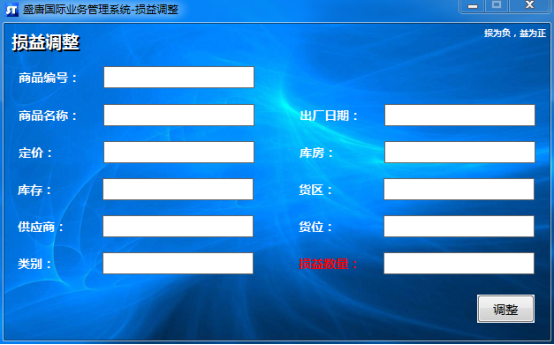 盛唐国际业务管理系统-损益调整
损益调整
损为负，益为正
商品编号：
商品名称：
出厂日期：
定价：
库房：
库存：
货区：
供应商：
货位：
类别：
损益数量：
调整